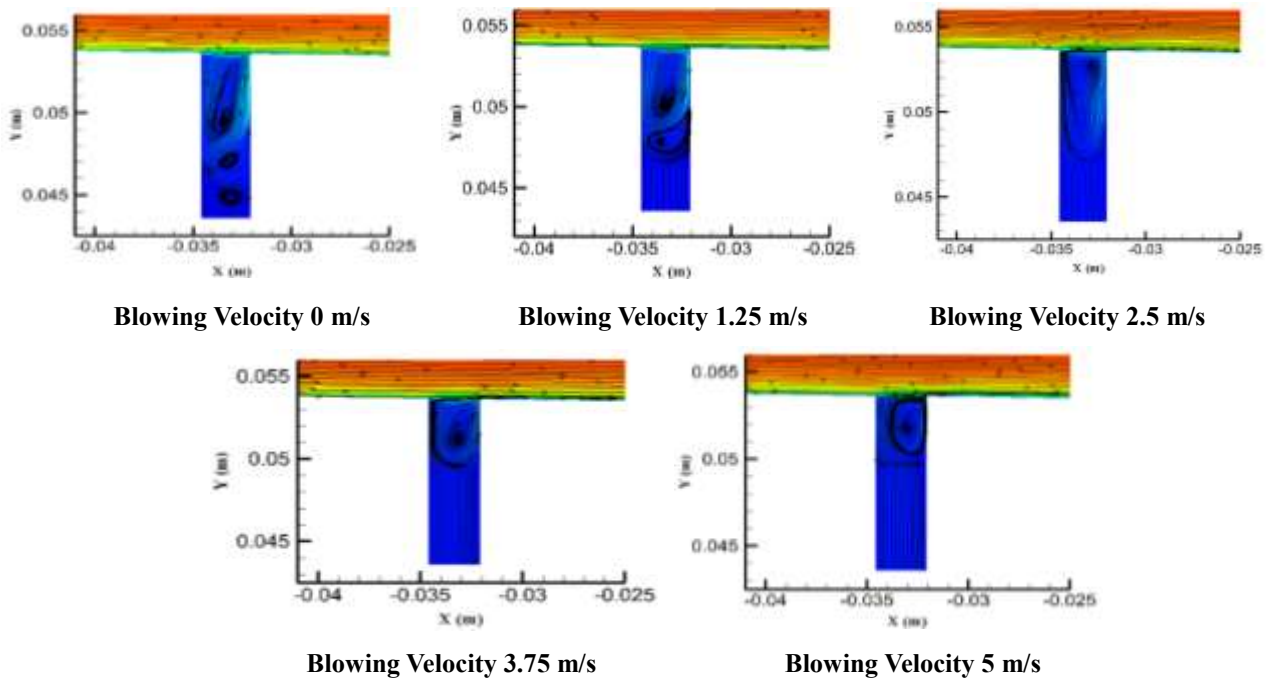 0.055
0.05
0.045
Y (m)
-0.04 -0.035 -0.03 -0.025
X (m)
Blowing Velocity 0 m/s
0.055
0.05
0.045
Y (m)
-0.04 -0.035 -0.03 -0.025
X (m)
Blowing Velocity 1.25 m/s
0.055
0.05
0.045
Y (m)
-0.04 -0.035 -0.03 -0.025
X (m)
Blowing Velocity 2.5 m/s
0.055
0.05
0.045
Y (m)
-0.04 -0.035 -0.03 -0.025
X (m)
Blowing Velocity 3.75 m/s
0.055
0.05
0.045
Y (m)
-0.04 -0.035 -0.03 -0.025
X (m)
Blowing Velocity 5 m/s